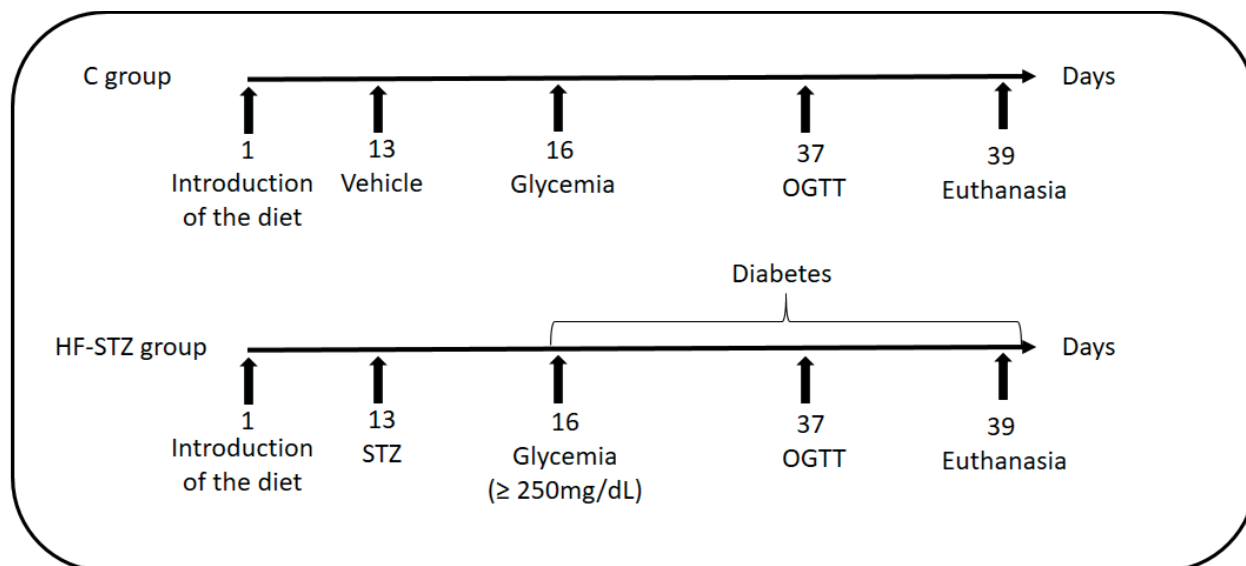 C group
Days
1
13
16
37
39
Introduction
of the diet
Vehicle
Glycemia
OGTT
Euthanasia
Diabetes
HF-STZ group
Days
1
13
16
37
39
Introduction
of the diet
STZ
Glycemia
(≥ 250mg/dL)
OGTT
Euthanasia